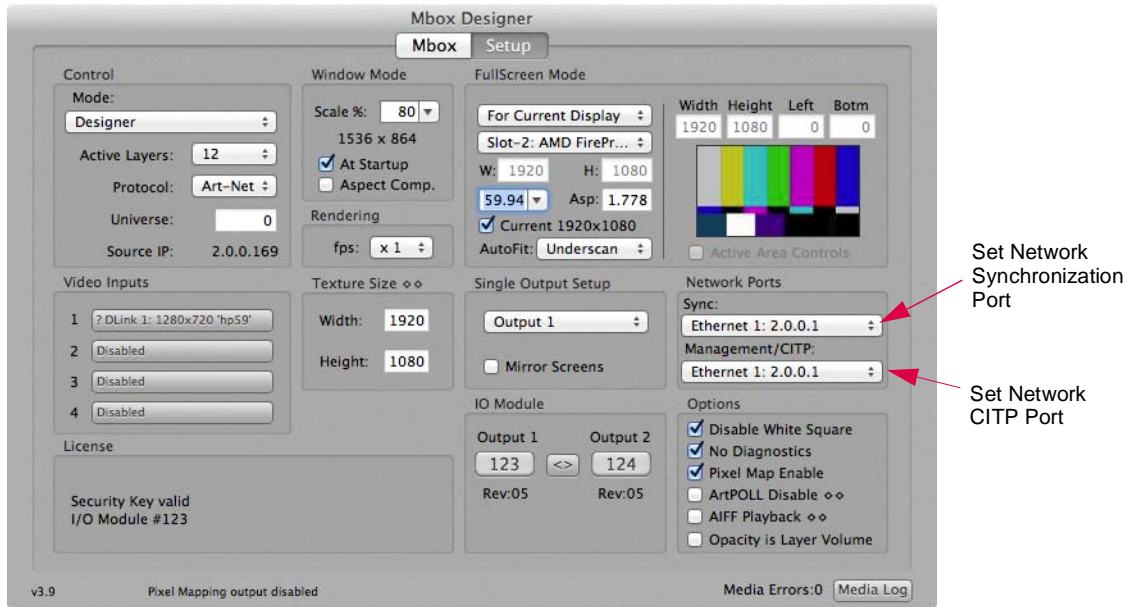 Mbox Designer
Mbox Setup
Control
Mode:
Designer
Active Layers: 12
Protocol: Art-Net
Universe: 0
Source IP: 2.0.0.169
Window Mode
Scale %: 80
1536 x 864
At Startup
Aspect Comp.
Rendering
fps: x 1
FullScreen Mode
For Current Display
Slot-2: AMD FirePr...
W: 1920 H: 1080
59.94 Asp: 1.778
Current 1920x1080
AutoFit: Underscan
Width Height Left Botm
1920 1080 0 0
Active Area Controls
Video Inputs
1 ? DLink 1: 1280x720 'hp59'
2 Disabled
3 Disabled
4 Disabled
Texture Size ◇◇
Width: 1920
Height: 1080
Single Output Setup
Output 1
Mirror Screens
Network Ports
Sync:
Ethernet 1: 2.0.0.1
Management/CITP:
Ethernet 1: 2.0.0.1
Set Network
Synchronization
Port
Set Network
CITP Port
License
Security Key valid
I/O Module #123
IO Module
Output 1 Output 2
123 <> 124
Rev:05 Rev:05
Options
Disable White Square
No Diagnostics
Pixel Map Enable
ArtPOLL Disable ◇◇
AIFF Playback ◇◇
Opacity is Layer Volume
v3.9 Pixel Mapping output disabled Media Errors:0 Media Log